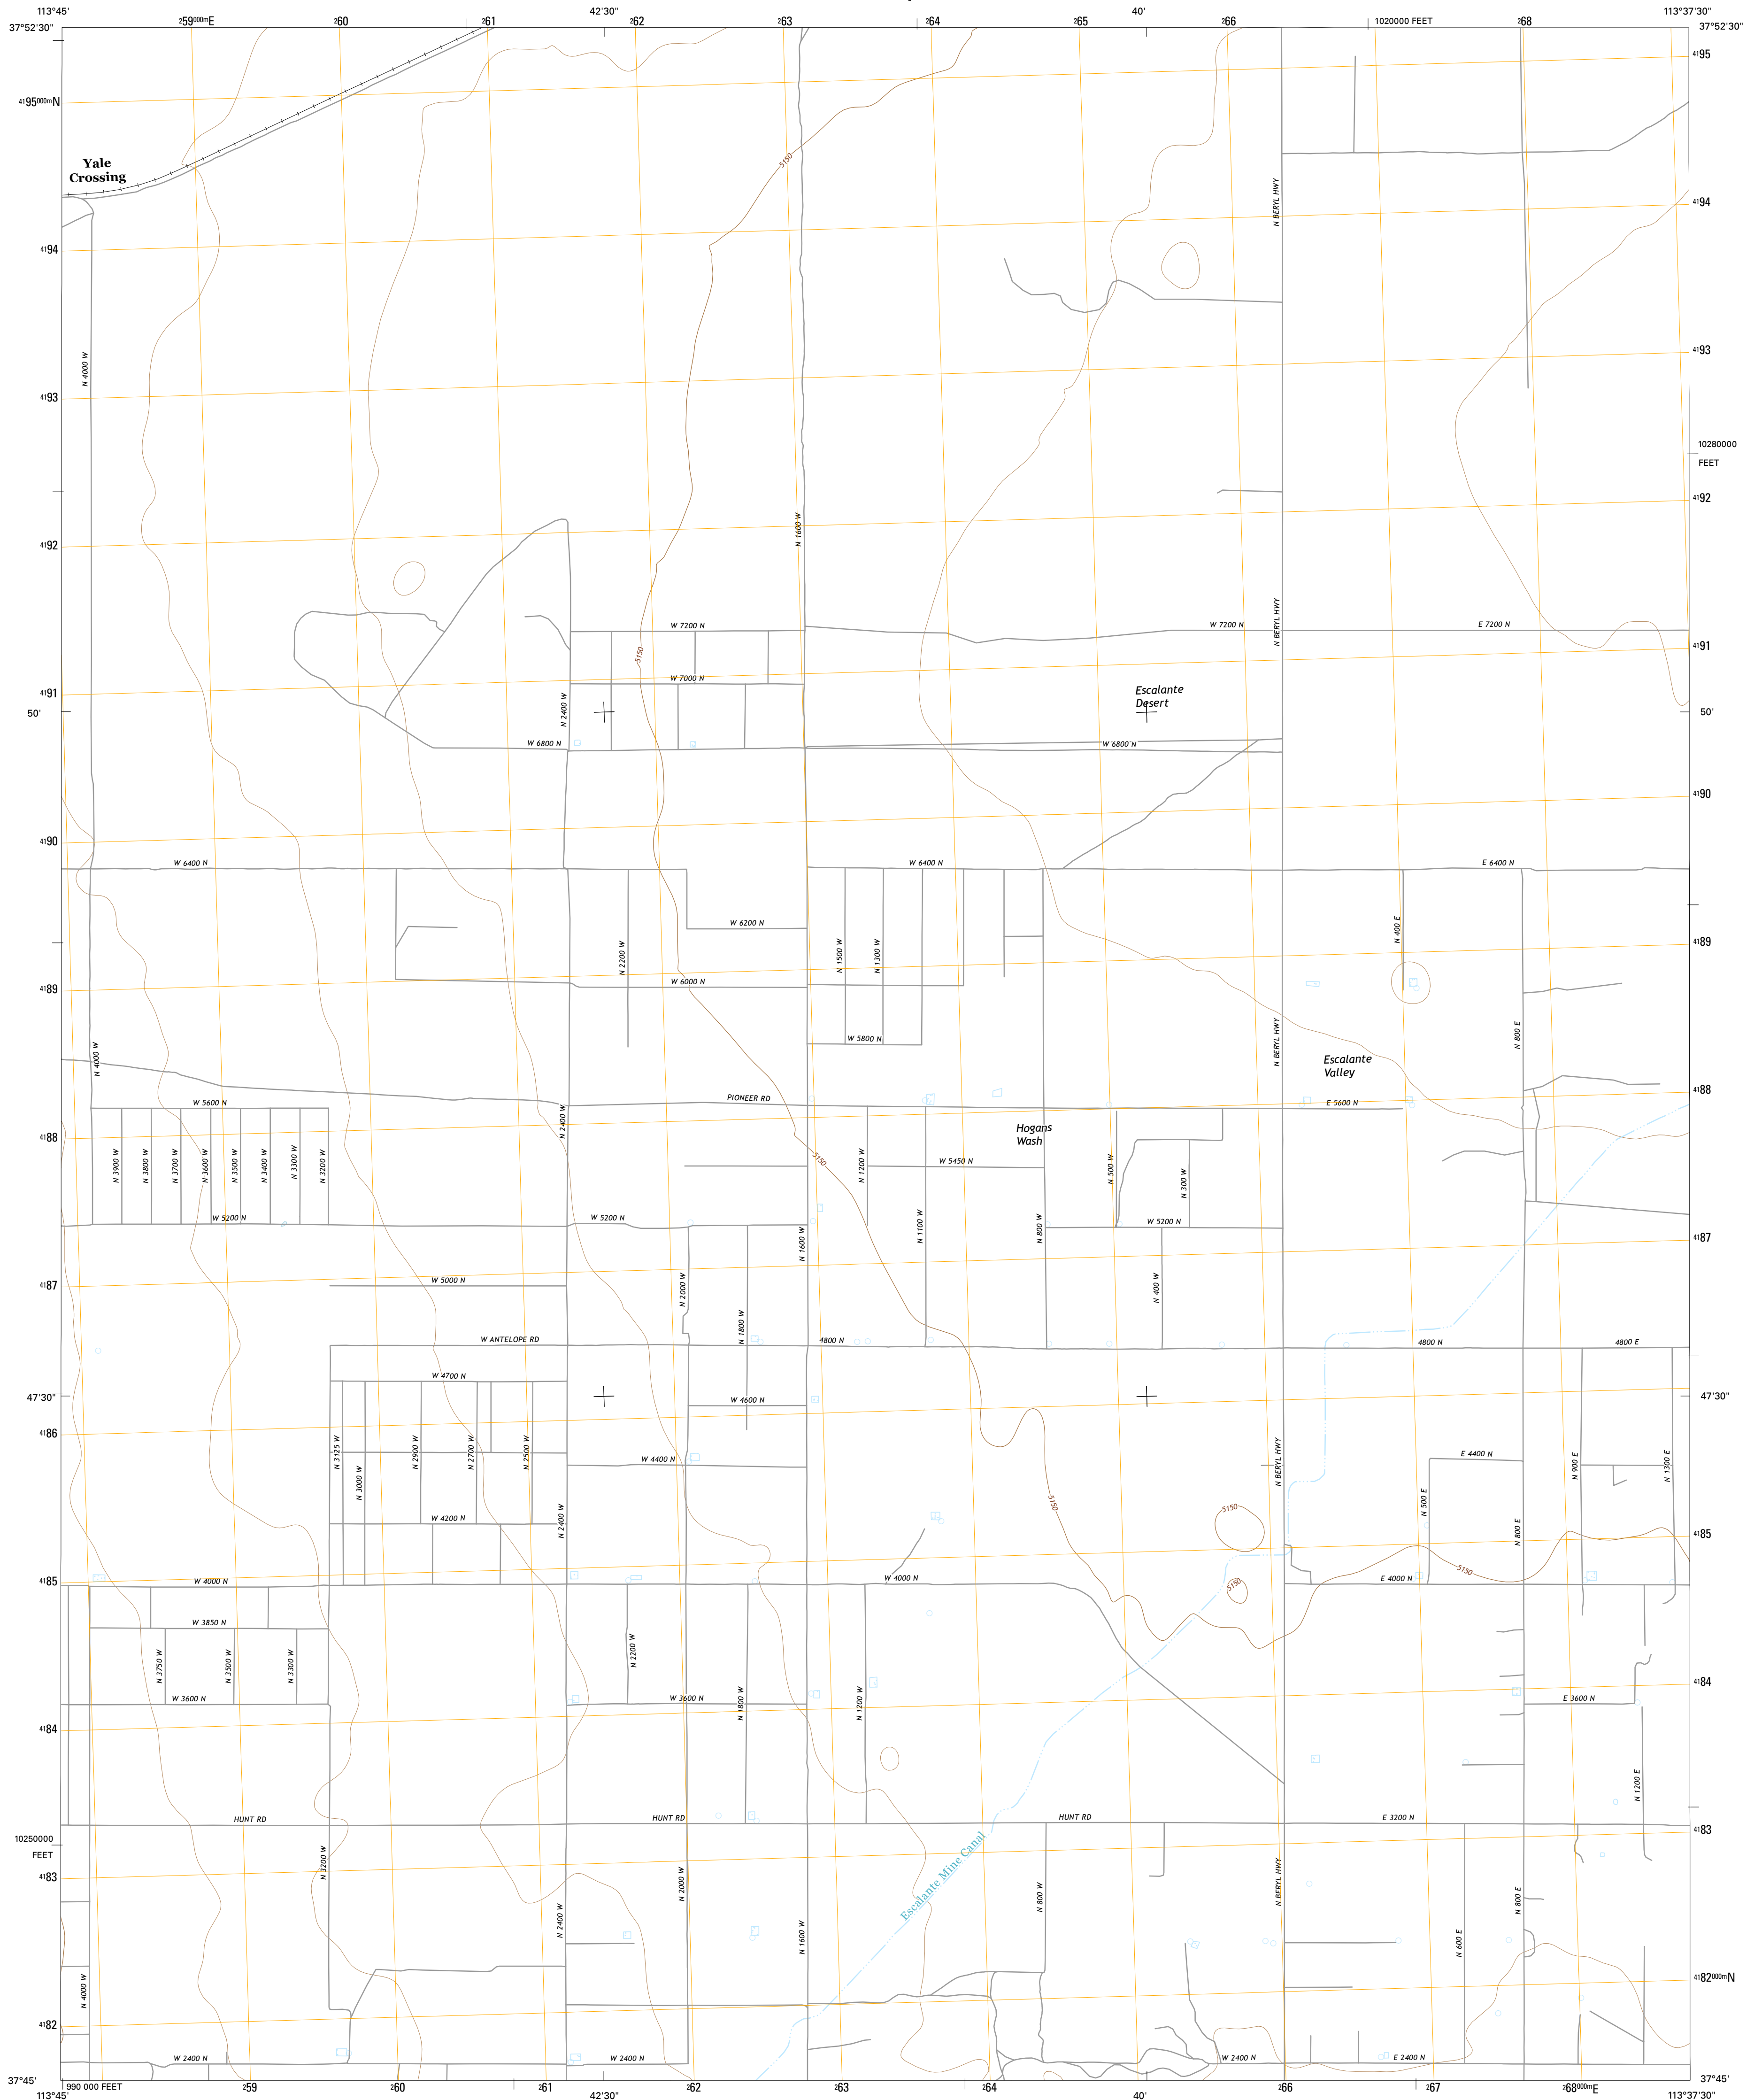 113°45'
259000mE
260
261
42'30"
262
263
264
265
40'
266
1020000 FEET
268
113°37'30"
37°52'30"
37°52'30"
4195
4195000mN
Yale
Crossing
5150
N BERYL HWY
4194
4194
N 4000 W
4193
4193
10280000
FEET
4192
4192
N 1600 W
W 7200 N
W 7200 N
E 7200 N
N BERYL HWY
5150
4191
4191
W 7000 N
Escalante
Desert
N 2400 W
50'
50'
W 6800 N
W 6800 N
4190
4190
W 6400 N
W 6400 N
E 6400 N
W 6200 N
N 400 E
4189
N 2200 W
N 1500 W
N 1300 W
W 6000 N
4189
W 5800 N
N 800 E
N BERYL HWY
N 4000 W
Escalante
Valley
4188
PIONEER RD
W 5600 N
E 5600 N
N 2400 W
Hogans
Wash
4188
5150
N 3900 W
N 3800 W
N 3700 W
N 3600 W
N 3500 W
N 3400 W
N 3300 W
N 3200 W
N 1200 W
W 5450 N
N 500 W
N 300 W
W 5200 N
W 5200 N
W 5200 N
N 1600 W
N 1100 W
N 800 W
4187
4187
W 5000 N
N 2000 W
N 400 W
N 1800 W
W ANTELOPE RD
4800 N
4800 N
4800 E
W 4700 N
47'30"
47'30"
W 4600 N
4186
N 3125 W
N 3000 W
N 2900 W
N 2700 W
N 2500 W
W 4400 N
E 4400 N
N BERYL HWY
N 900 E
N 1300 E
5150
5150
N 500 E
W 4200 N
N 2400 W
N 800 E
4185
4185
W 4000 N
W 4000 N
E 4000 N
5150
5150
W 3850 N
N 3750 W
N 3500 W
N 3300 W
N 2200 W
4184
W 3600 N
W 3600 N
E 3600 N
N 1800 W
N 1200 W
4184
N 1200 E
HUNT RD
HUNT RD
HUNT RD
E 3200 N
4183
10250000
FEET
4183
N 3200 W
N 2000 W
Escalante Mine Canal
N 800 W
N BERYL HWY
N 800 E
N 2400 W
N 1600 W
N 600 E
N 4000 W
4182000mN
4182
W 2400 N
W 2400 N
W 2400 N
E 2400 N
37°45'
37°45'
990 000 FEET
259
260
261
262
263
264
266
267
268000mE
113°45'
42'30"
40'
113°37'30"